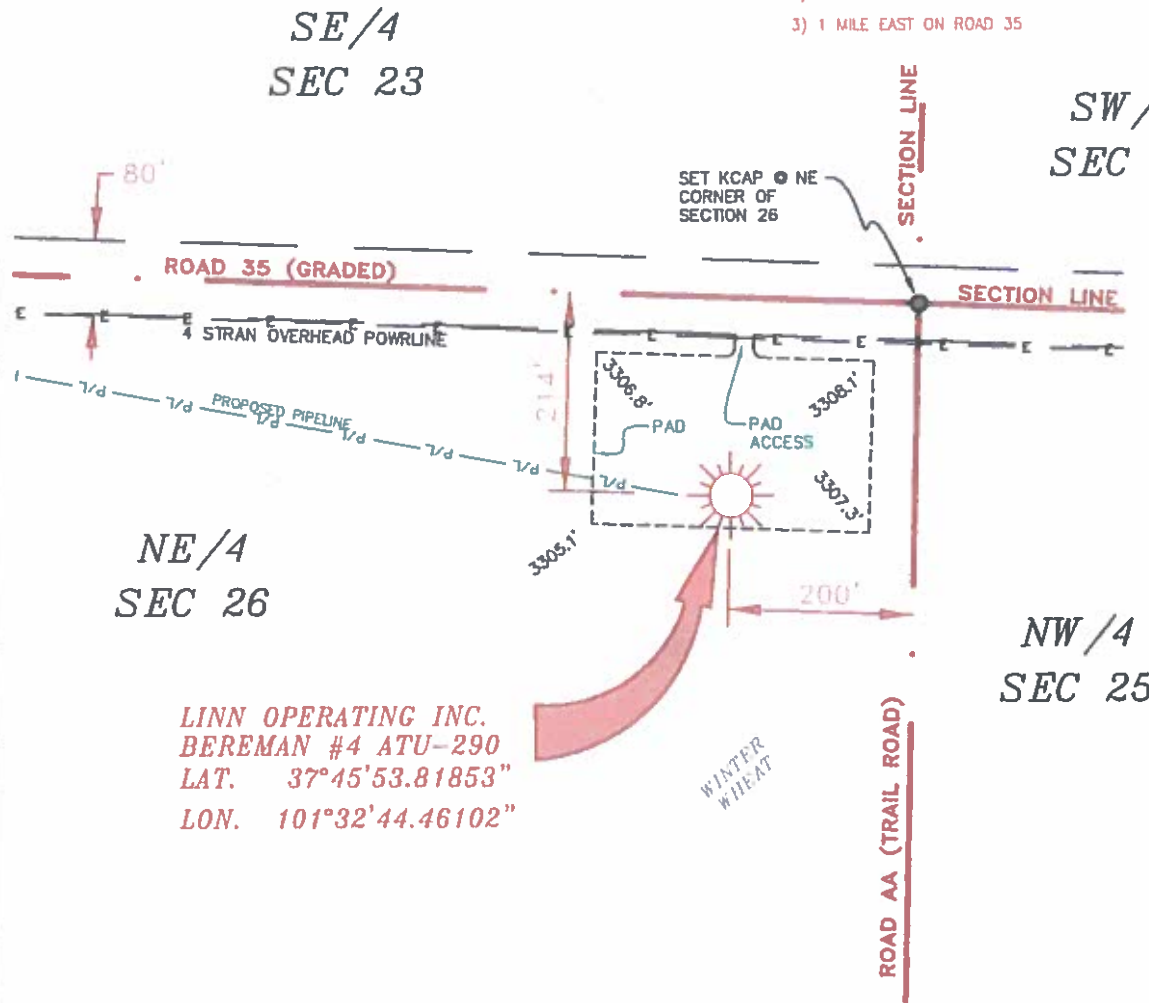 3) 1 MILE EAST ON ROAD 35
SE/4
SEC 23
SW/
SEC
SECTION LINE
80'
SET KCAP @ NE
CORNER OF
SECTION 26
ROAD 35 (GRADED)
SECTION LINE
E E E E E E E E E E E E
4 STRAN OVERHEAD POWRLINE
214'
3306.8'
3308.1'
P/L P/L P/L P/L P/L P/L P/L
PROPOSED PIPELINE
PAD
PAD
ACCESS
3307.3'
3305.1'
NE/4
SEC 26
200'
NW/4
SEC 25
LINN OPERATING INC.
BEREMAN #4 ATU-290
LAT. 37°45'53.81853"
LON. 101°32'44.46102"
WINTER
WHEAT
ROAD AA (TRAIL ROAD)